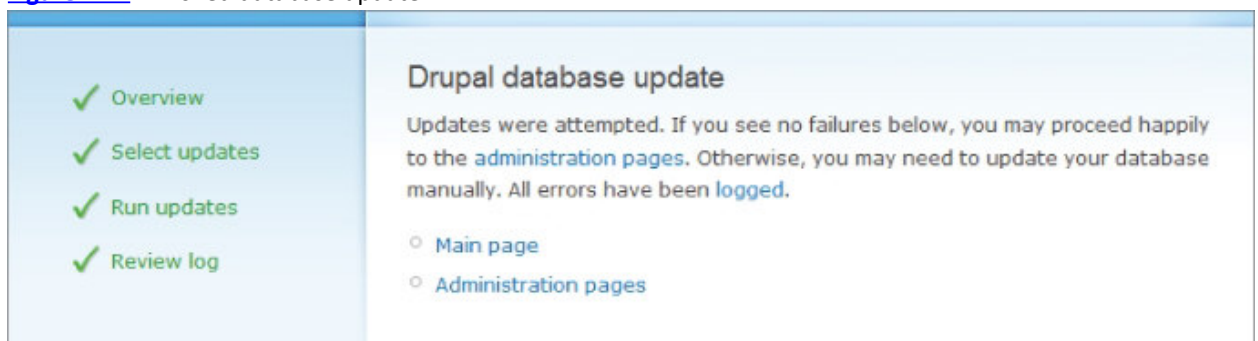 Drupal database update
Updates were attempted. If you see no failures below, you may proceed happily
to the administration pages. Otherwise, you may need to update your database
manually. All errors have been logged.
Main page
Administration pages
Overview
Select updates
Run updates
Review log